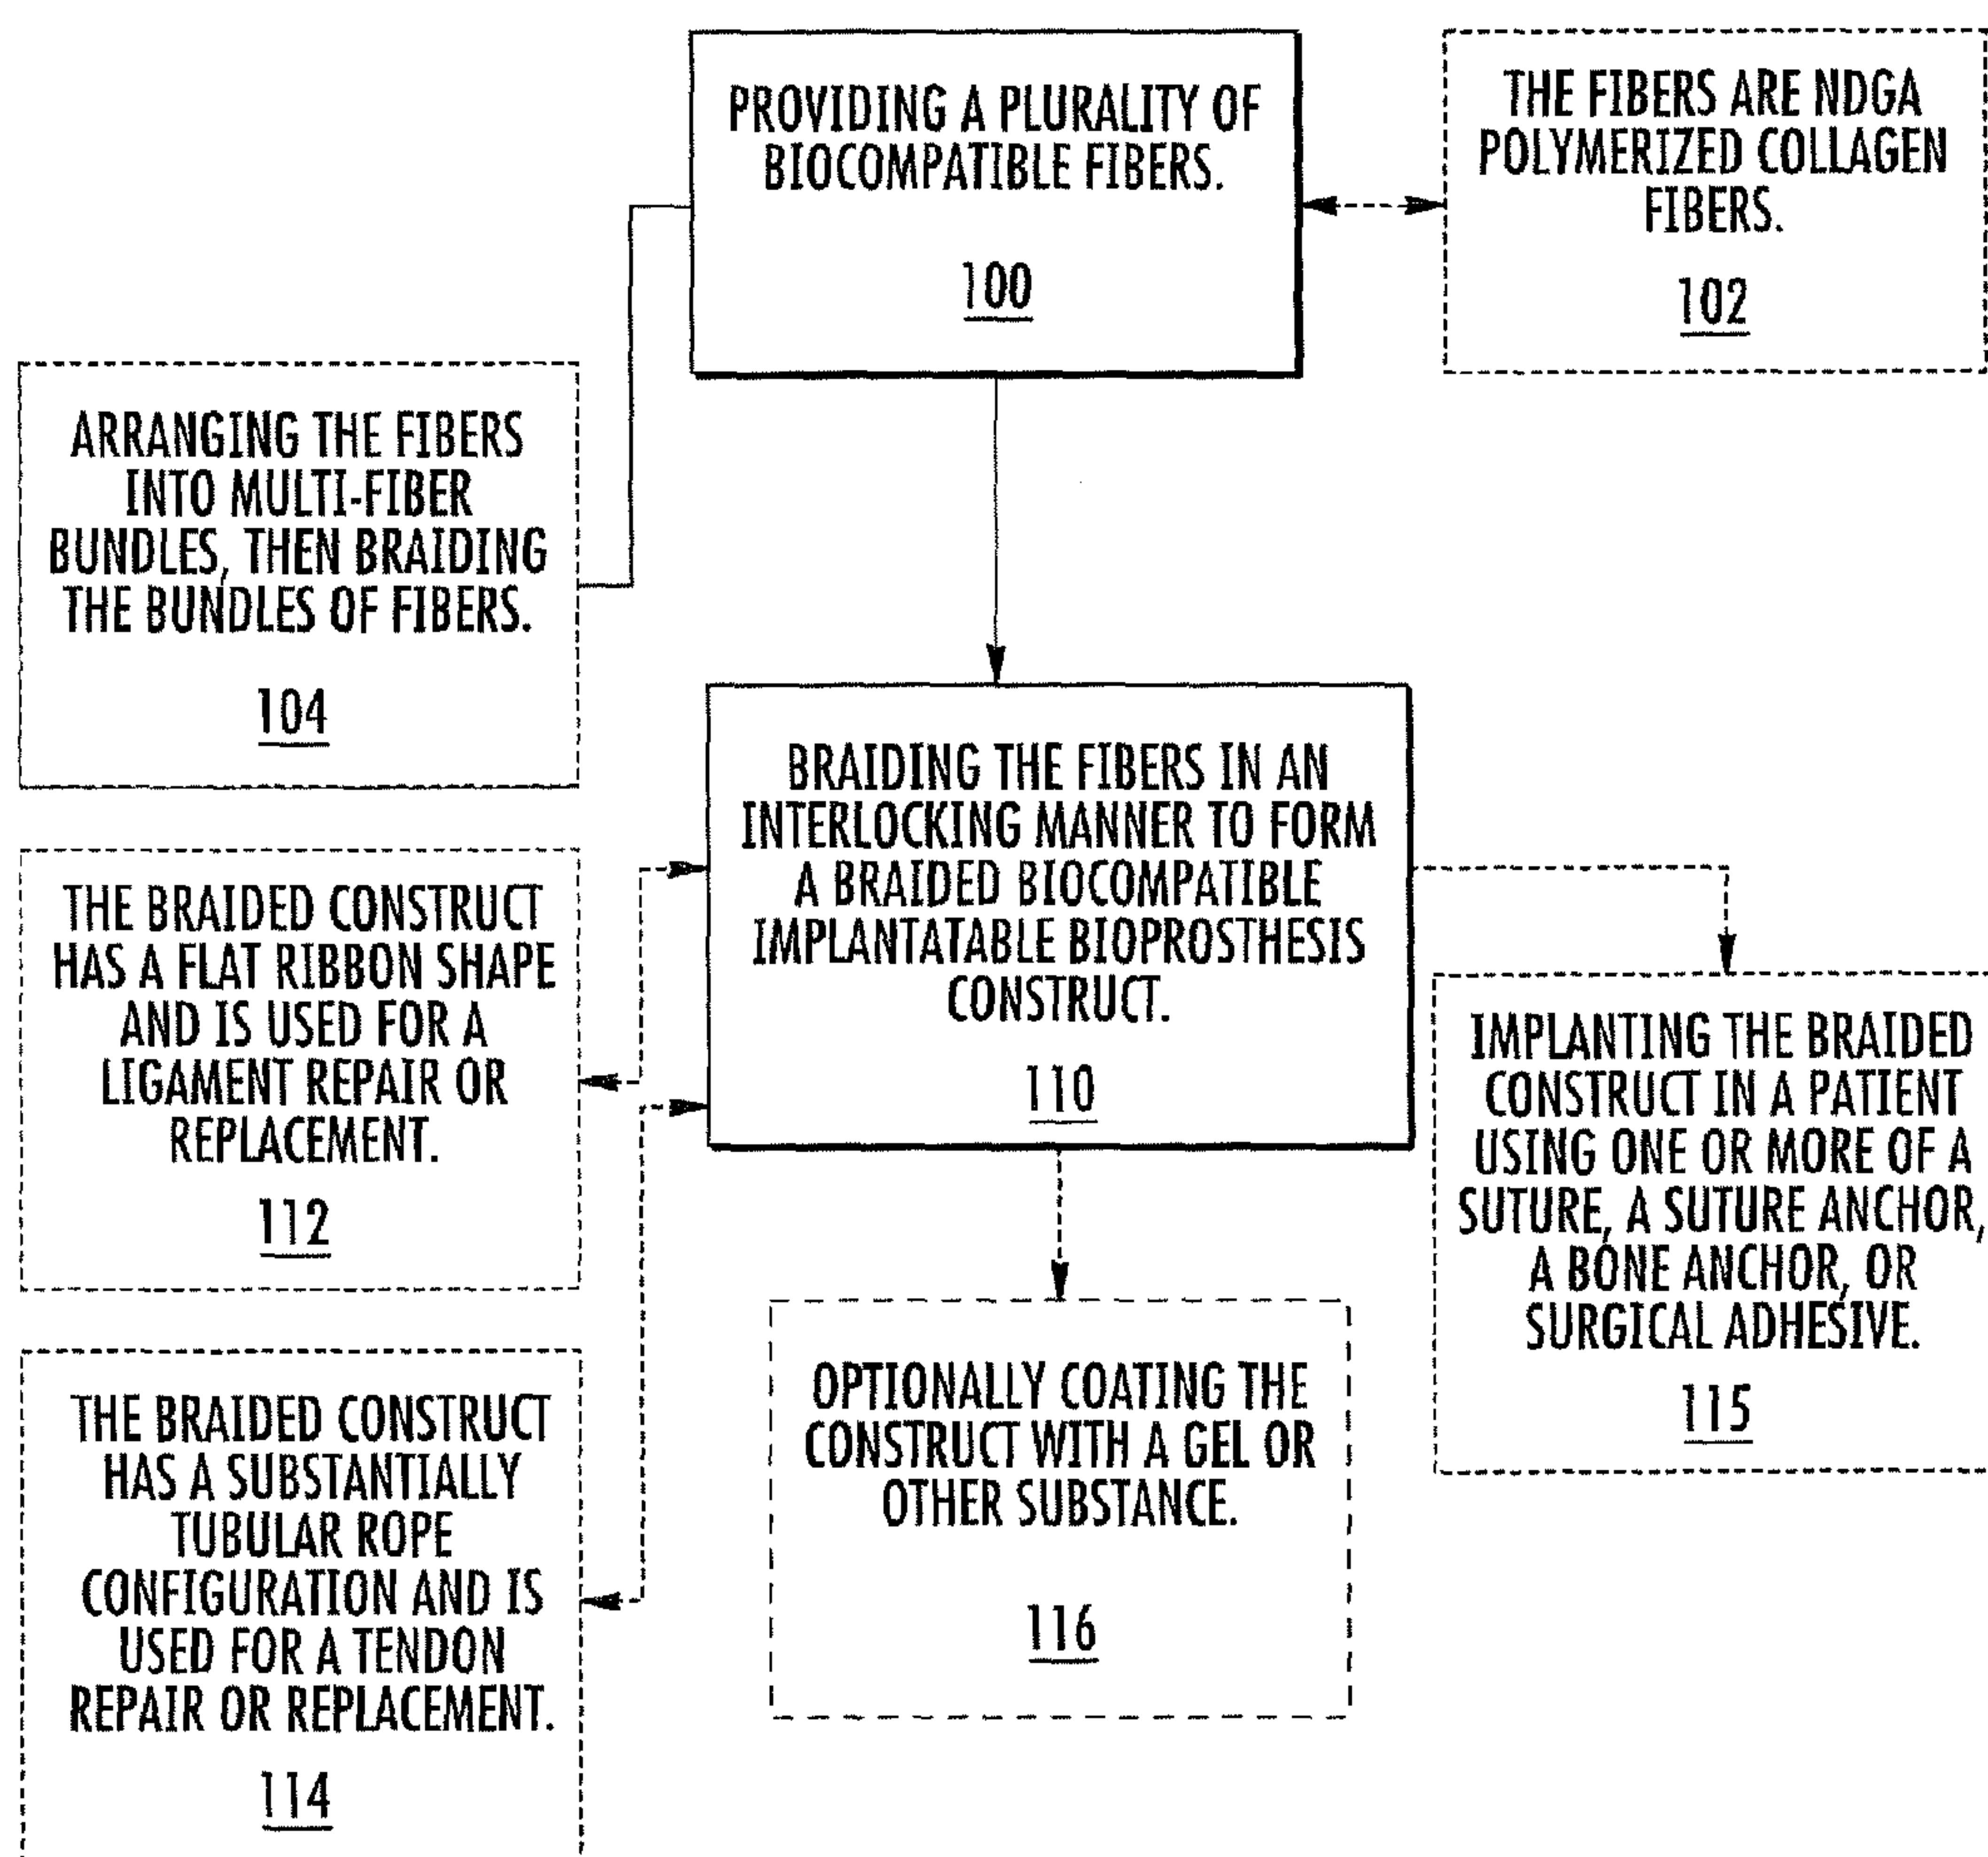 PROVIDING A PLURALITY OF
BIOCOMPATIBLE FIBERS.
100
THE FIBERS ARE NDGA
POLYMERIZED COLLAGEN
FIBERS.
102
ARRANGING THE FIBERS
INTO MULTI-FIBER
BUNDLES, THEN BRAIDING
THE BUNDLES OF FIBERS.
104
BRAIDING THE FIBERS IN AN
INTERLOCKING MANNER TO FORM
A BRAIDED BIOCOMPATIBLE
IMPLANTATABLE BIOPROSTHESIS
CONSTRUCT.
110
THE BRAIDED CONSTRUCT
HAS A FLAT RIBBON SHAPE
AND IS USED FOR A
LIGAMENT REPAIR OR
REPLACEMENT.
112
IMPLANTING THE BRAIDED
CONSTRUCT IN A PATIENT
USING ONE OR MORE OF A
SUTURE, A SUTURE ANCHOR,
A BONE ANCHOR, OR
SURGICAL ADHESIVE.
115
THE BRAIDED CONSTRUCT
HAS A SUBSTANTIALLY
TUBULAR ROPE
CONFIGURATION AND IS
USED FOR A TENDON
REPAIR OR REPLACEMENT.
114
OPTIONALLY COATING THE
CONSTRUCT WITH A GEL OR
OTHER SUBSTANCE.
116